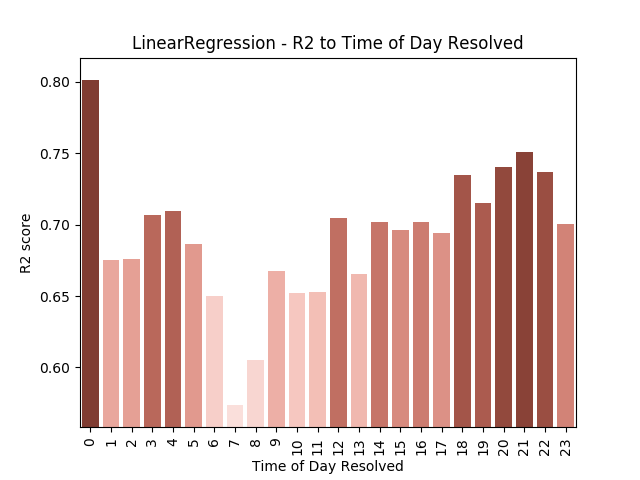 LinearRegression - R2 to Time of Day Resolved
R2 score
0.80
0.75
0.70
0.65
0.60
0 1 2 3 4 5 6 7 8 9 10 11 12 13 14 15 16 17 18 19 20 21 22 23
Time of Day Resolved